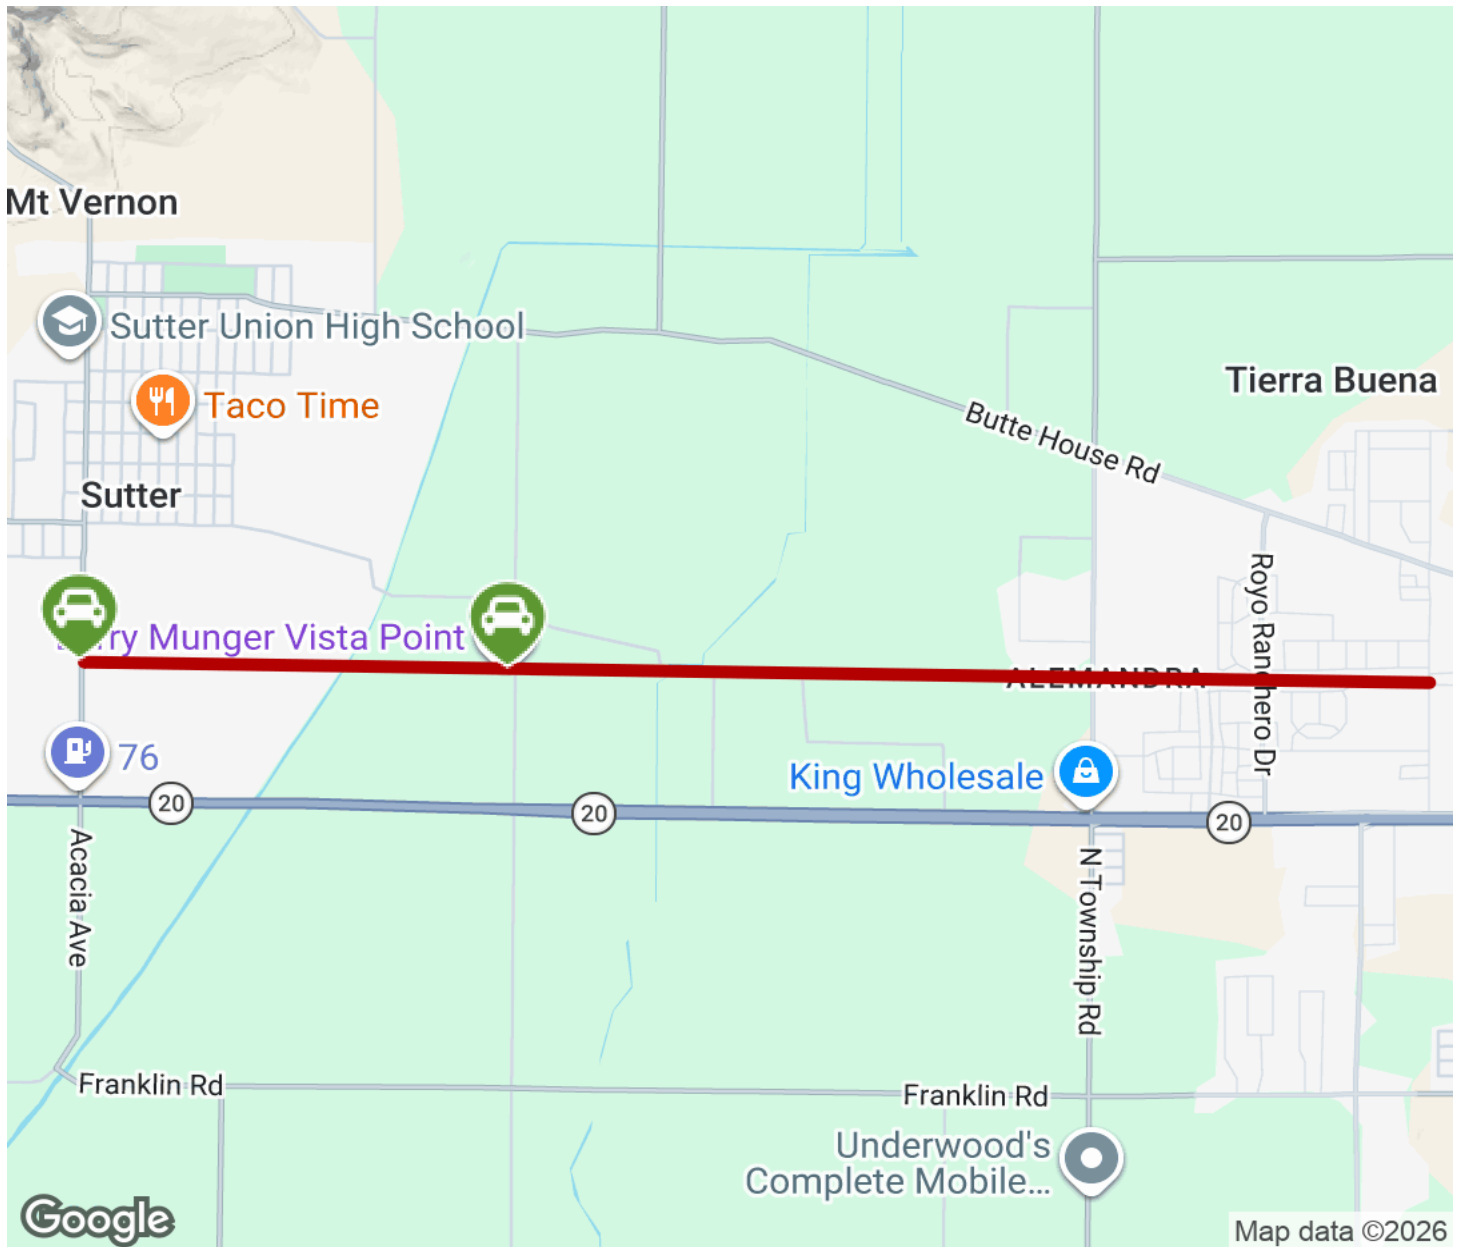 Mt Vernon
Sutter Union High School
Taco Time
Tierra Buena
Butte House Rd
Sutter
Royo Ranchero Dr
Munger Vista Point
ALEMANDRA
76
King Wholesale
20
20
20
Acacia Ave
N Township Rd
Franklin Rd
Franklin Rd
Underwood's
Complete Mobile...
Google
Map data ©2026